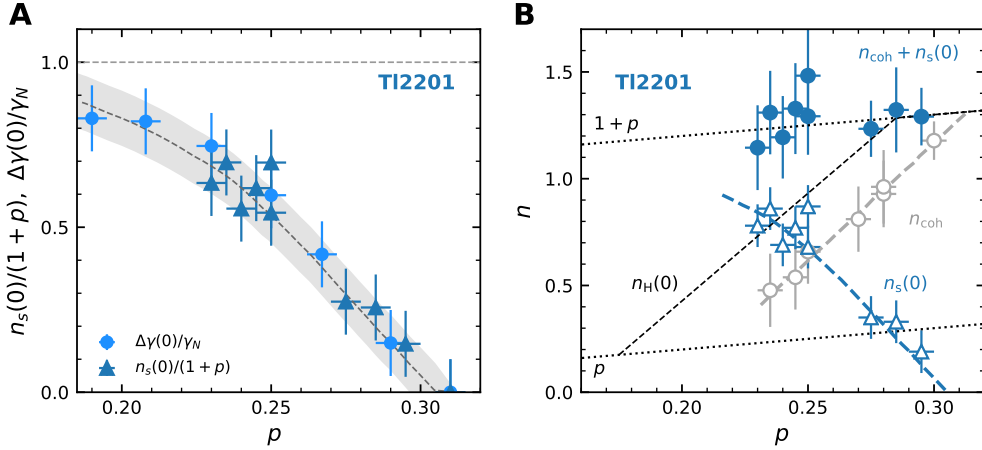 A
n_s(0)/(1 + p), Δγ(0)/γ_N
1.0
0.5
0.0
0.20
0.25
0.30
p
Tl2201
Δγ(0)/γ_N
n_s(0)/(1 + p)
B
n
1.5
1.0
0.5
0.0
0.20
0.25
0.30
p
Tl2201
n_coh + n_s(0)
1 + p
n_coh
n_H(0)
n_s(0)
p